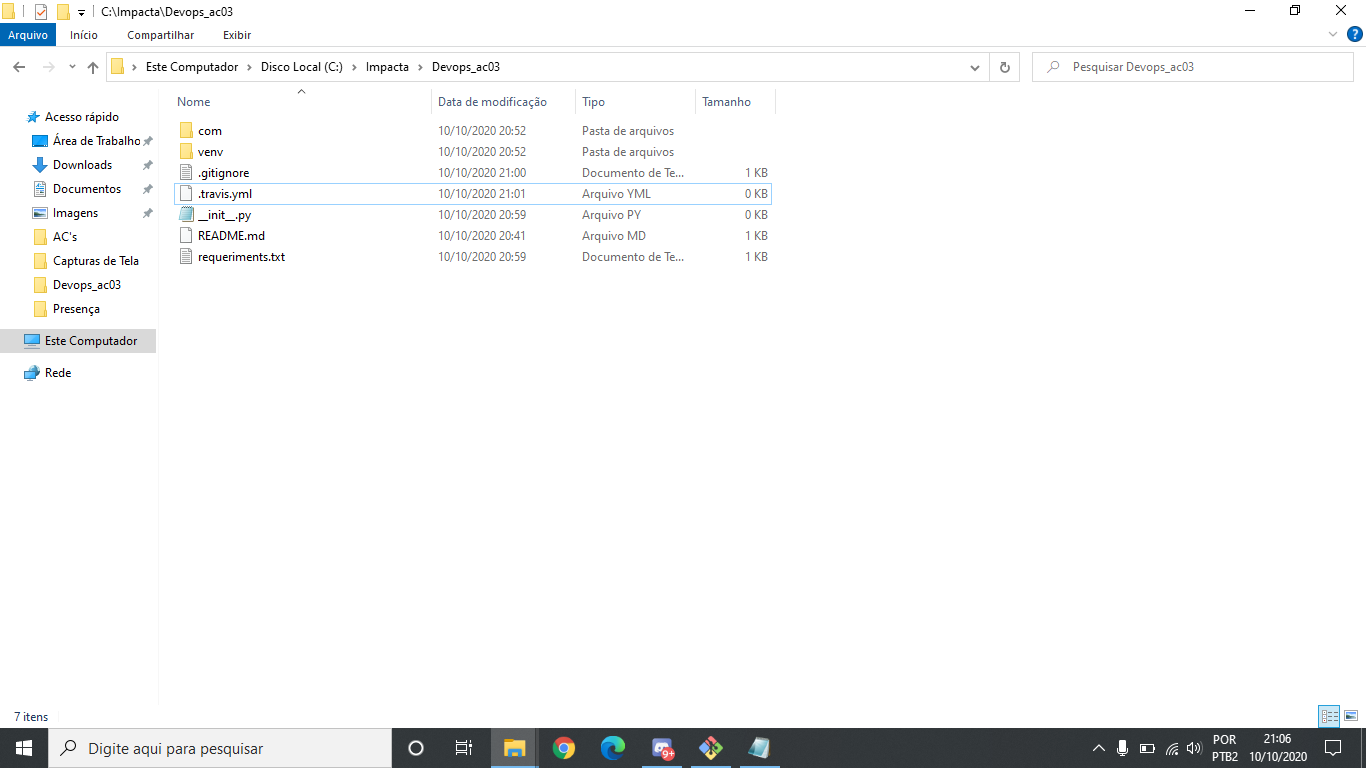 C:\Impacta\Devops_ac03
Arquivo Início Compartilhar Exibir
Este Computador Disco Local (C:) Impacta Devops_ac03
Pesquisar Devops_ac03
Nome Data de modificação Tipo Tamanho
Acesso rápido
Área de Trabalho
Downloads
Documentos
Imagens
AC's
Capturas de Tela
Devops_ac03
Presença
Este Computador
Rede
com 10/10/2020 20:52 Pasta de arquivos
venv 10/10/2020 20:52 Pasta de arquivos
.gitignore 10/10/2020 21:00 Documento de Te... 1 KB
.travis.yml 10/10/2020 21:01 Arquivo YML 0 KB
__init__.py 10/10/2020 20:59 Arquivo PY 0 KB
README.md 10/10/2020 20:41 Arquivo MD 1 KB
requeriments.txt 10/10/2020 20:59 Documento de Te... 1 KB
7 itens
Digite aqui para pesquisar
9+
POR
PTB2
21:06
10/10/2020